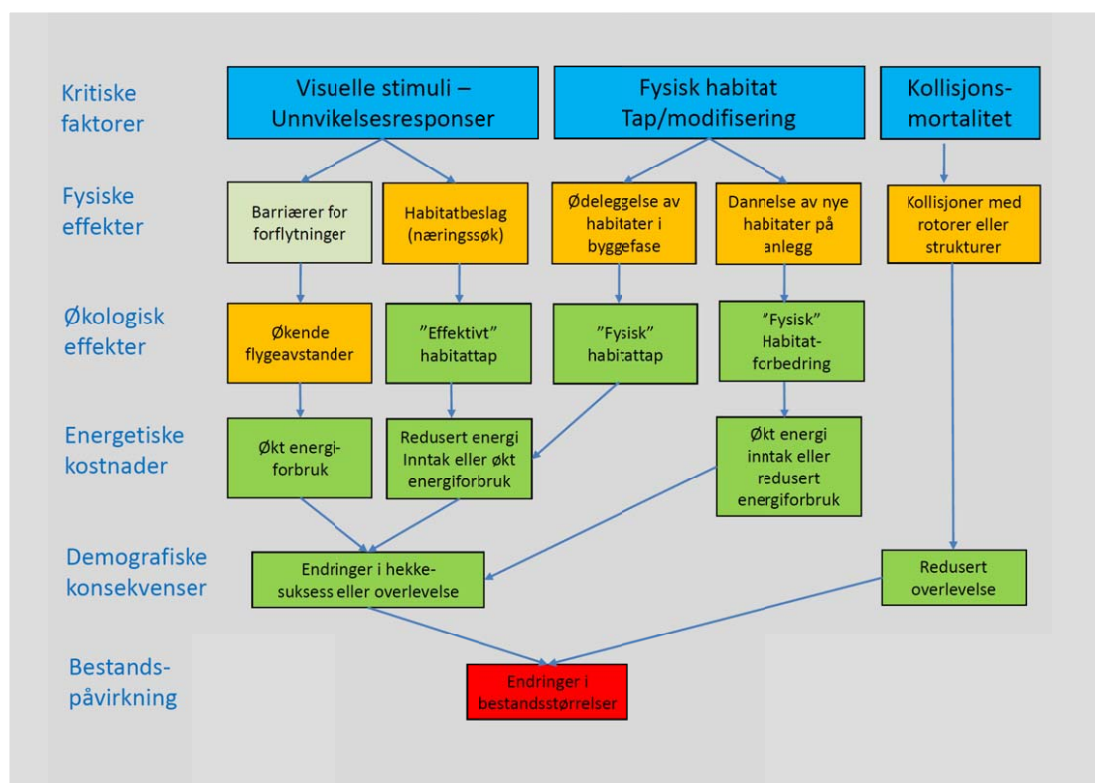 Kritiske
faktorer
Visuelle stimuli –
Unnvikelsesresponser
Fysisk habitat
Tap/modifisering
Kollisjons-
mortalitet
Fysiske
effekter
Barriærer for
forflytninger
Habitatbeslag
(næringssøk)
Ødeleggelse av
habitater i
byggefase
Dannelse av nye
habitater på
anlegg
Kollisjoner med
rotorer eller
strukturer
Økologisk
effekter
Økende
flygeavstander
”Effektivt”
habitattap
”Fysisk”
habitattap
”Fysisk”
Habitat-
forbedring
Energetiske
kostnader
Økt energi-
forbruk
Redusert energi
Inntak eller økt
energiforbruk
Økt energi
inntak eller
redusert
energiforbruk
Demografiske
konsekvenser
Endringer i hekke-
suksess eller overlevelse
Redusert
overlevelse
Bestands-
påvirkning
Endringer i
bestandsstørrelser